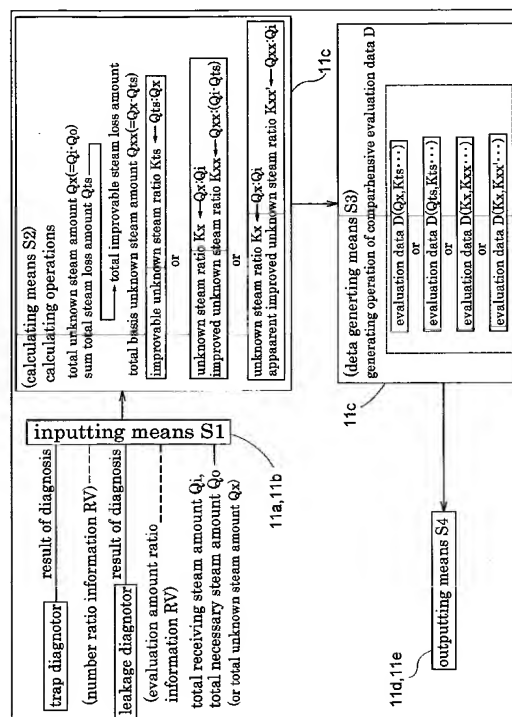 trap diagnotor
result of diagnosis
(number ratio information RV)
leakage diagnotor
result of diagnosis
(evaluation amount ratio
information RV)
total receiving steam amount Qi,
total necessary steam amount Qo
(or total unknown steam amount Qx)
inputting means S1
11a,11b
(calculating means S2)
calculating operations
total unknown steam amount Qx(=Qi-Qo)
sum total steam loss amount Qts
total improvable steam loss amount
total basis unknown steam amount Qxx(=Qx-Qts)
improvable unknown steam ratio Kts ← Qts:Qx
or
unknown steam ratio Kx ← Qx:Qi
improved unknown steam ratio Kxx ← Qxx:(Qi-Qts)
or
unknown steam ratio Kx ← Qx:Qi
appaarent improved unknown steam ratio Kxx' ← Qxx:Qi
11c
(deta generting means S3)
generating operation of comparhensive evaluation data D
evaluation data D(Qx,Kts···)
or
evaluation data D(Qts,Kts···)
or
evaluation data D(Kx,Kxx···)
or
evaluation data D(Kx,Kxx'···)
11c
outputting means S4
11d,11e